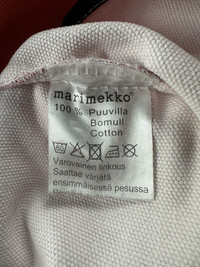 marimekko®
100 % Puuvilla
Bomull
Cotton
Varovainen linkous
Saattaa värjätä
ensimmäisessä pesussa